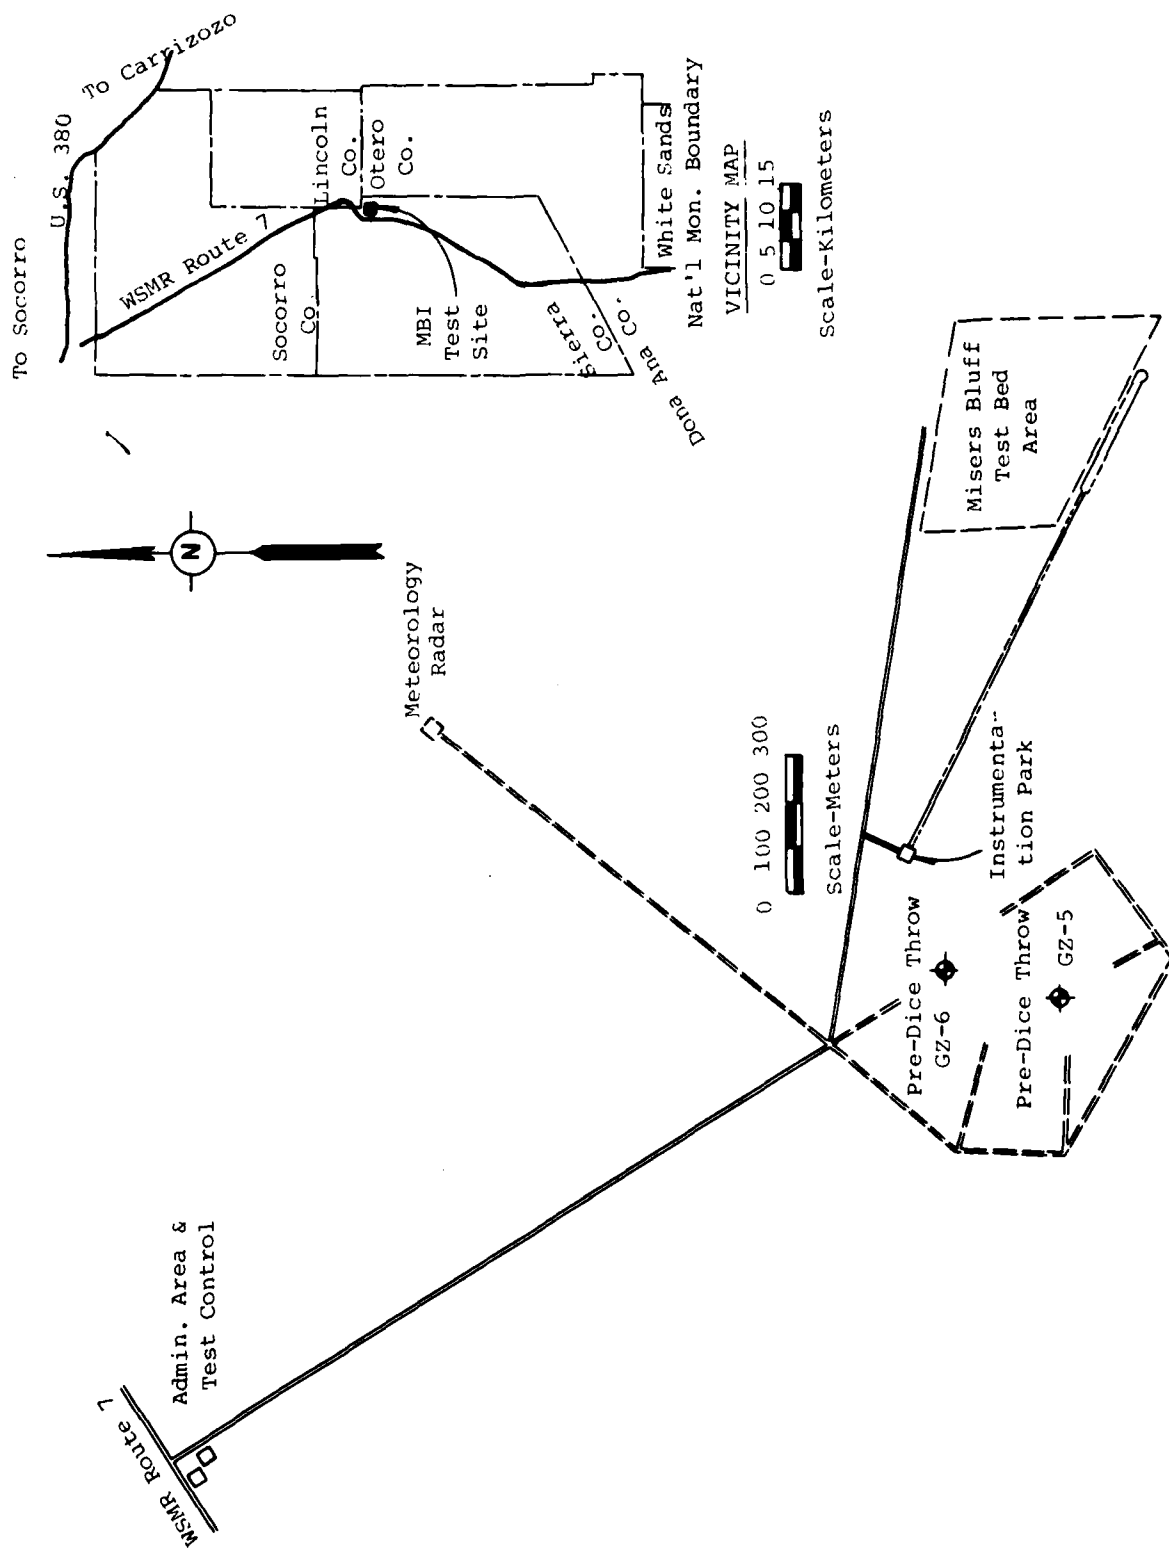 To Socorro
U.S. 380
To Carrizozo
WSMR Route 7
Lincoln
Co.
Otero
Co.
Socorro
Co.
MBI
Test
Site
Sierra
Co.
Dona Ana Co.
White Sands
Nat'l Mon. Boundary
VICINITY MAP
0 5 10 15
Scale-Kilometers
N
Meteorology
Radar
WSMR Route 7
Admin. Area &
Test Control
0 100 200 300
Scale-Meters
Misers Bluff
Test Bed
Area
Instrumenta-
tion Park
Pre-Dice Throw
GZ-6
Pre-Dice Throw
GZ-5